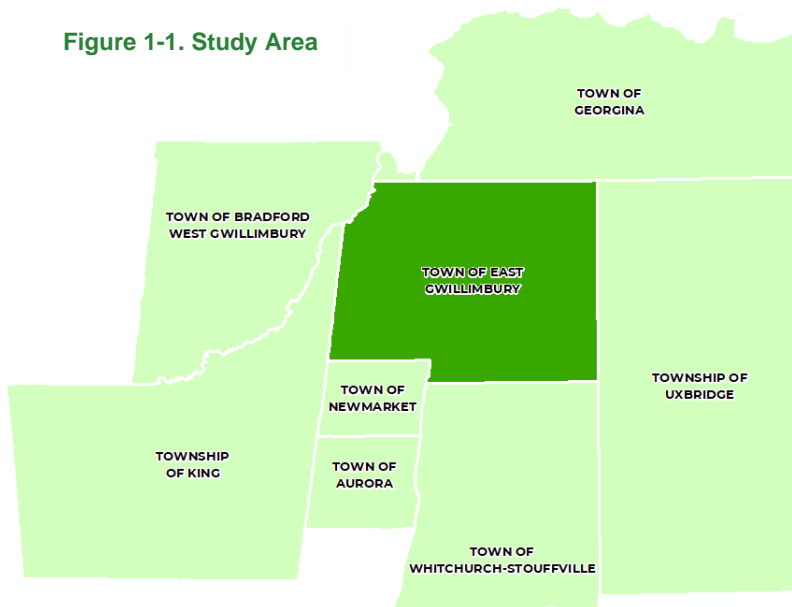 Figure 1-1. Study Area
TOWN OF
GEORGINA
TOWN OF BRADFORD
WEST GWILLIMBURY
TOWN OF EAST
GWILLIMBURY
TOWN OF
NEWMARKET
TOWNSHIP OF
UXBRIDGE
TOWNSHIP
OF KING
TOWN OF
AURORA
TOWN OF
WHITCHURCH-STOUFFVILLE